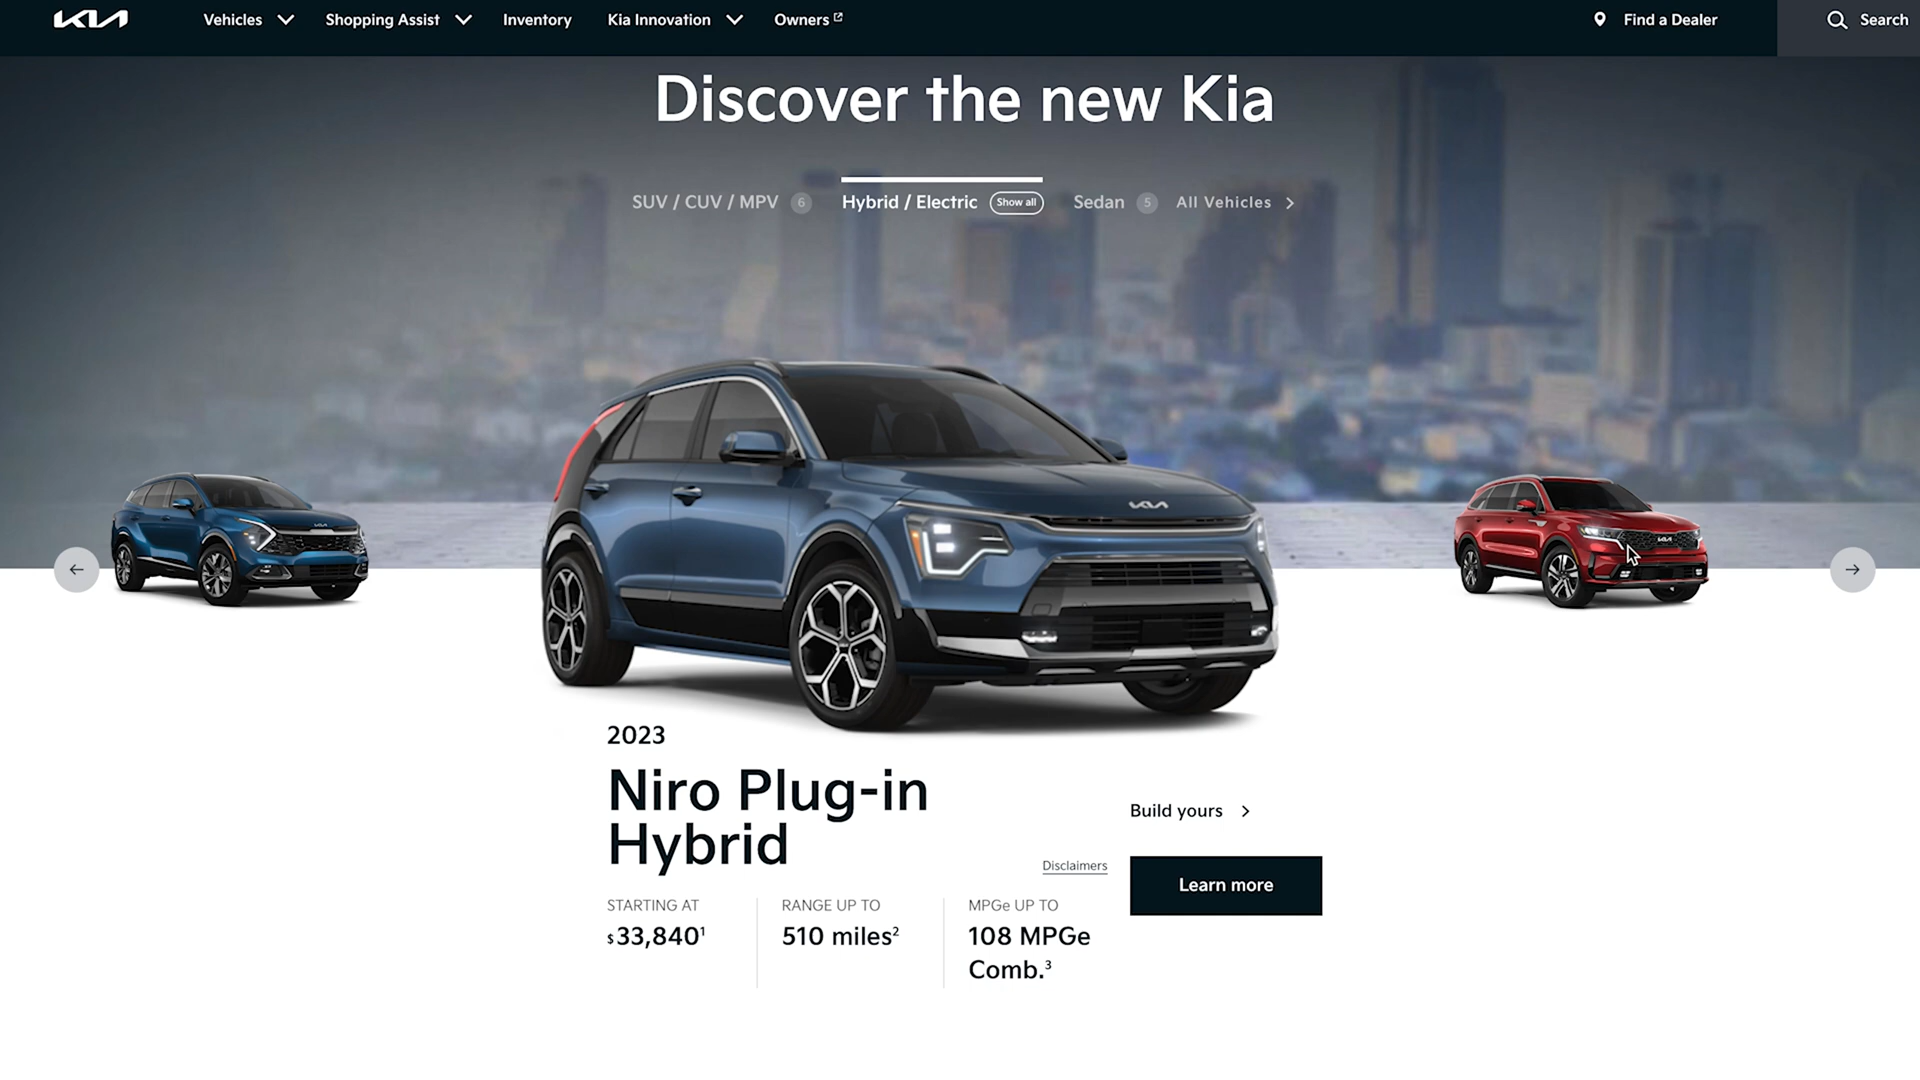 KIA Vehicles Shopping Assist Inventory Kia Innovation Owners Find a Dealer Search
Discover the new Kia
SUV / CUV / MPV 6 Hybrid / Electric Show all Sedan 5 All Vehicles
2023
Niro Plug-in
Hybrid
Build yours
Disclaimers
Learn more
STARTING AT
$33,840¹
RANGE UP TO
510 miles²
MPGe UP TO
108 MPGe
Comb.³